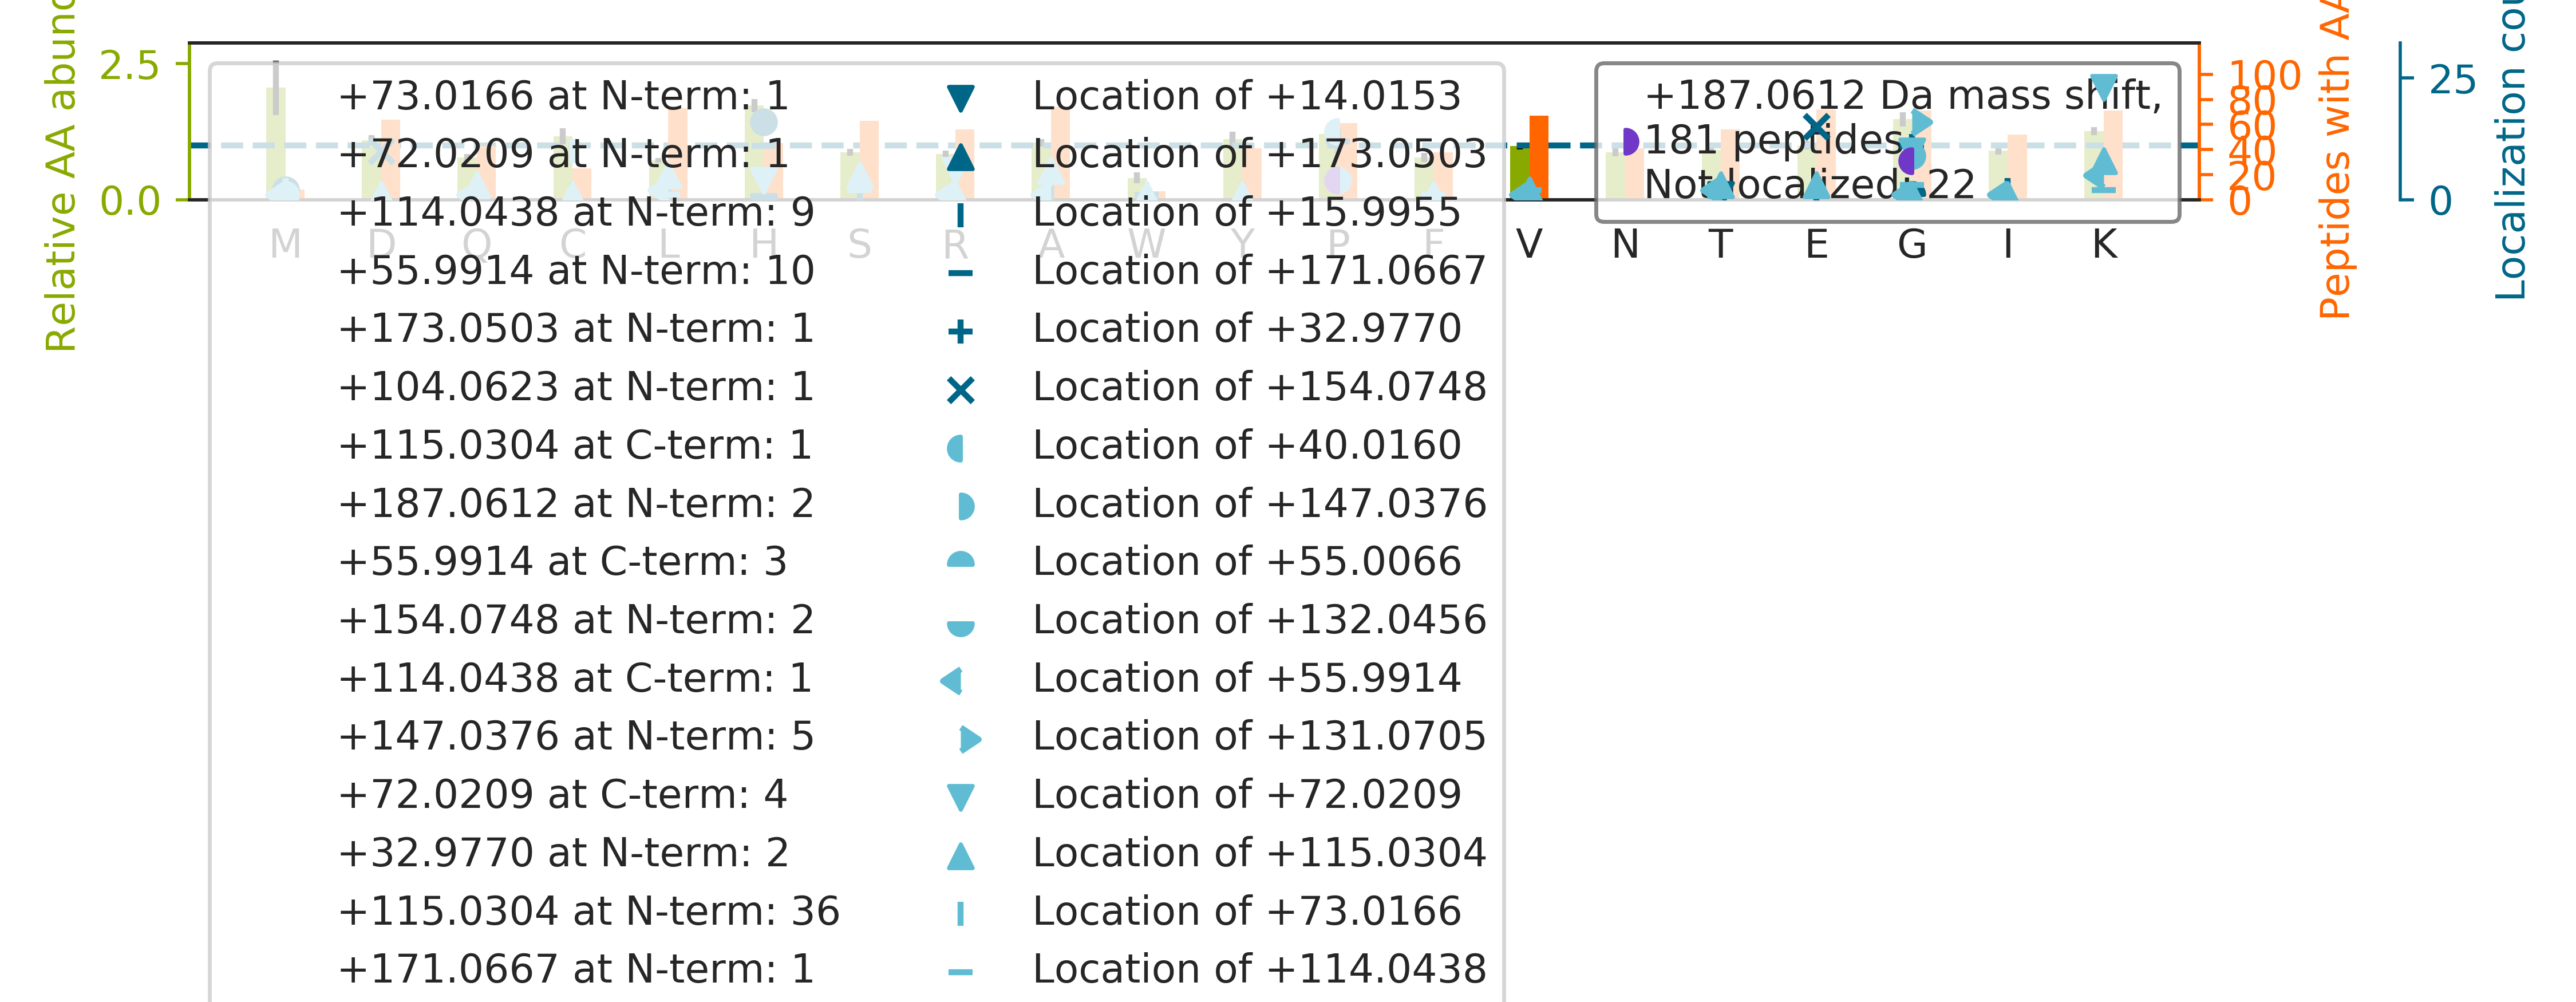 Relative AA abund
2.5
0.0
+73.0166 at N-term: 1
+72.0209 at N-term: 1
+114.0438 at N-term: 9
+55.9914 at N-term: 10
+173.0503 at N-term: 1
+104.0623 at N-term: 1
+115.0304 at C-term: 1
+187.0612 at N-term: 2
+55.9914 at C-term: 3
+154.0748 at N-term: 2
+114.0438 at C-term: 1
+147.0376 at N-term: 5
+72.0209 at C-term: 4
+32.9770 at N-term: 2
+115.0304 at N-term: 36
+171.0667 at N-term: 1
Location of +14.0153
Location of +173.0503
Location of +15.9955
Location of +171.0667
Location of +32.9770
Location of +154.0748
Location of +40.0160
Location of +147.0376
Location of +55.0066
Location of +132.0456
Location of +55.9914
Location of +131.0705
Location of +72.0209
Location of +115.0304
Location of +73.0166
Location of +114.0438
+187.0612 Da mass shift,
181 peptides
Not localized: 22
M D Q C L H S R A W Y P F V N T E G I K
100
80
60
40
20
0
Peptides with AA
25
0
Localization cou